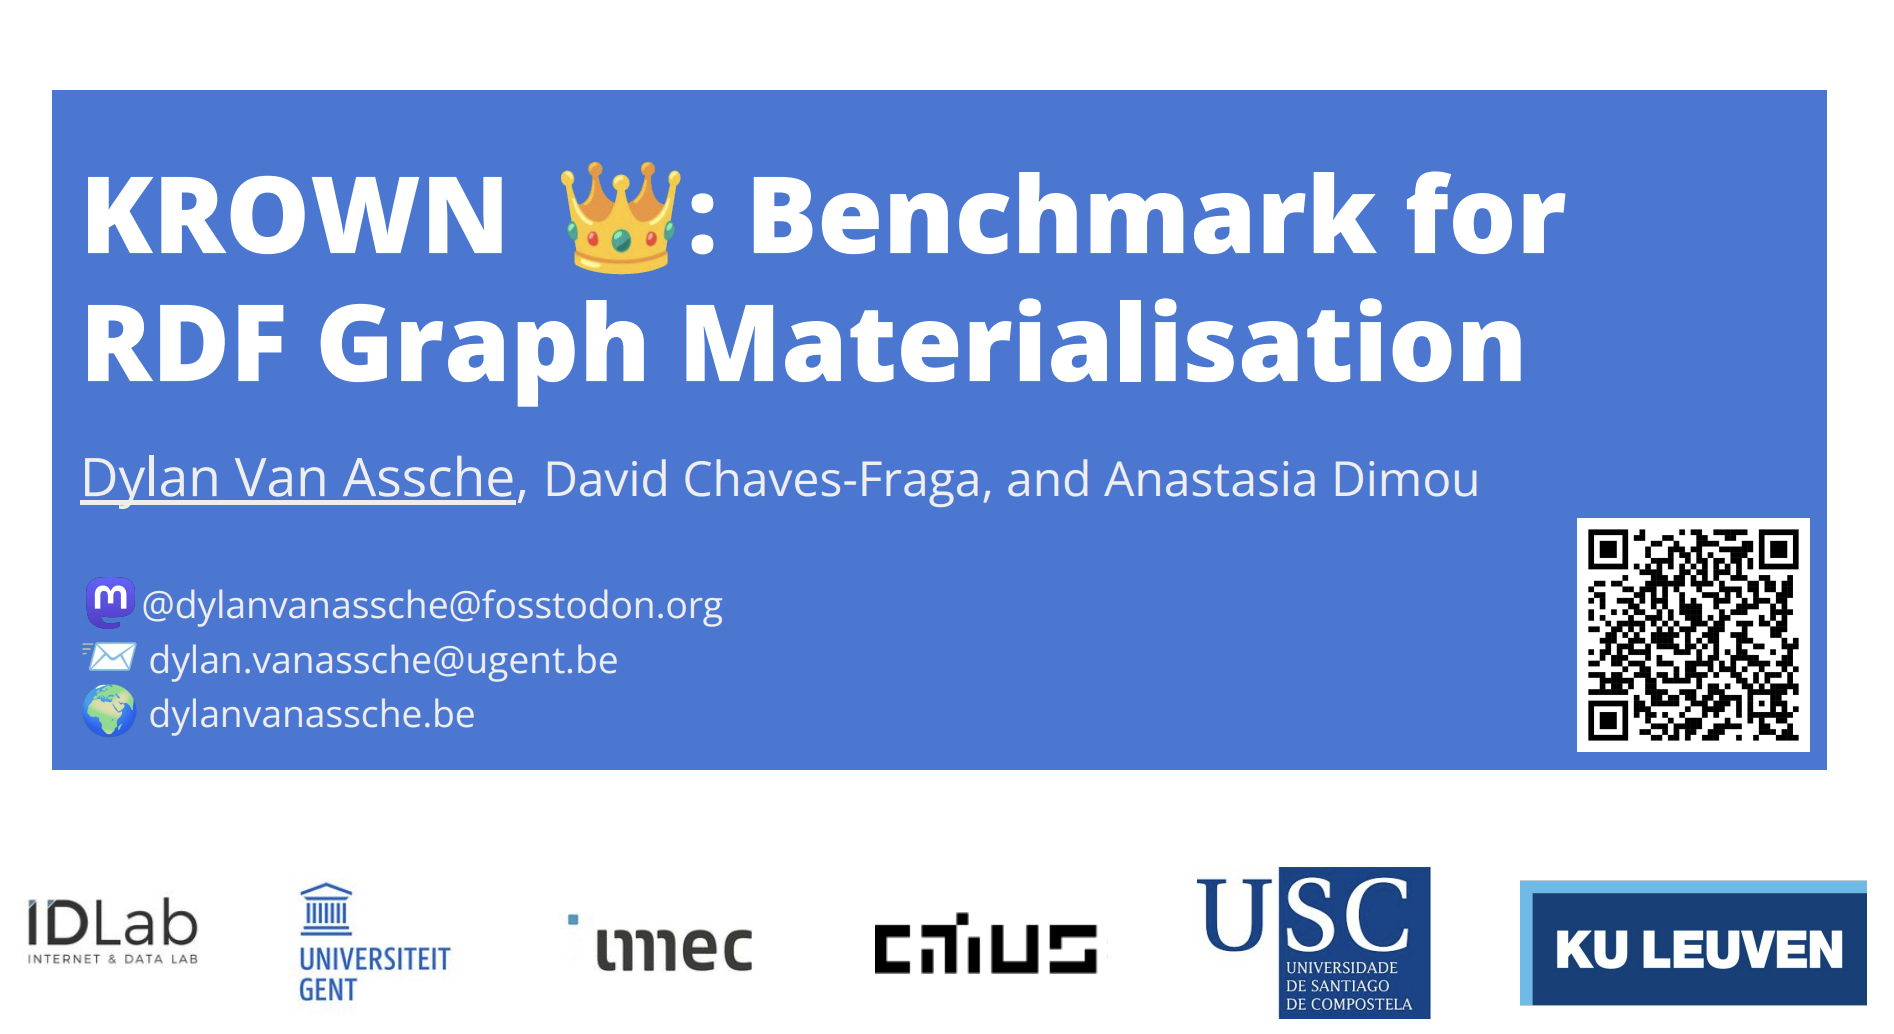 KROWN 👑: Benchmark for
RDF Graph Materialisation
Dylan Van Assche, David Chaves-Fraga, and Anastasia Dimou
@dylanvanassche@fosstodon.org
dylan.vanassche@ugent.be
dylanvanassche.be
IDLab
INTERNET & DATA LAB
UNIVERSITEIT
GENT
imec
CiTIUS
USC
UNIVERSIDADE
DE SANTIAGO
DE COMPOSTELA
KU LEUVEN